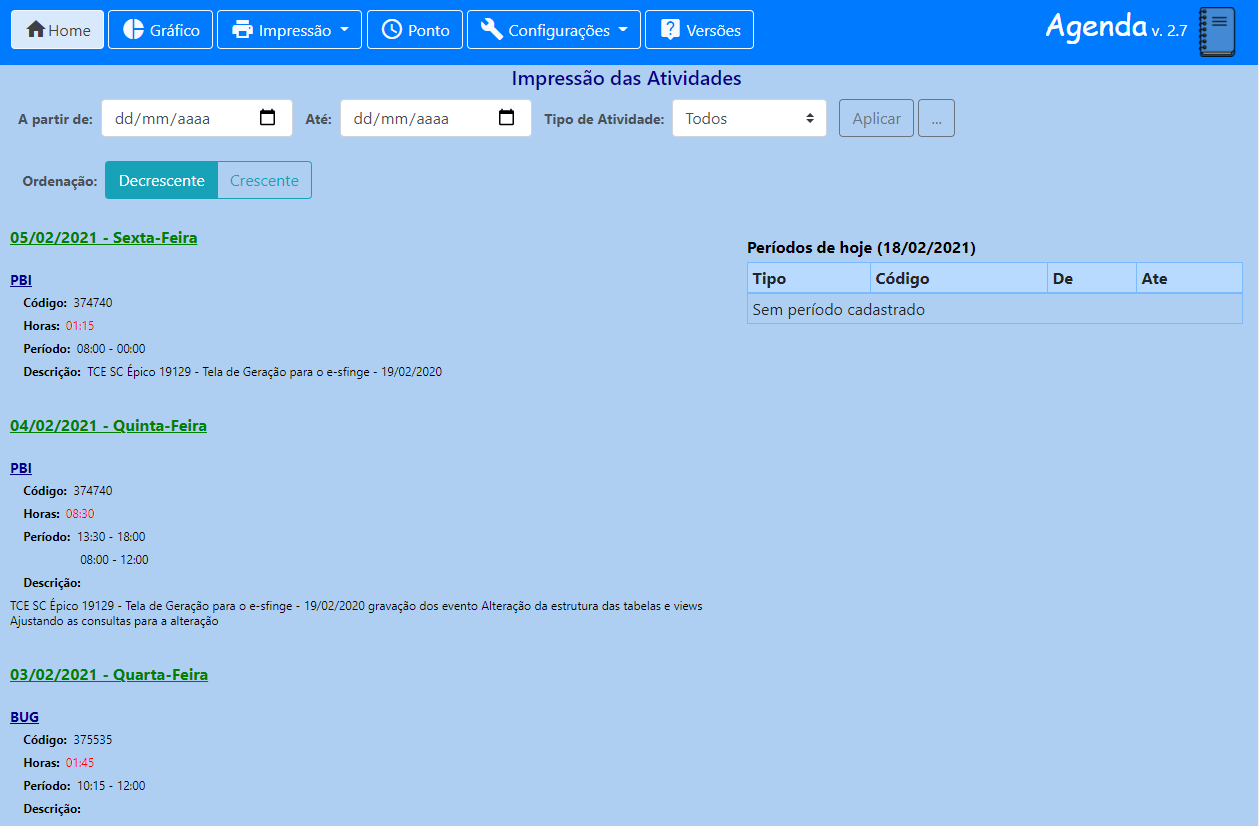 Home Gráfico Impressão Ponto Configurações Versões Agenda v. 2.7
Impressão das Atividades
A partir de: dd/mm/aaaa Até: dd/mm/aaaa Tipo de Atividade: Todos Aplicar ...
Ordenação: Decrescente Crescente
05/02/2021 - Sexta-Feira
PBI
Código: 374740
Horas: 01:15
Período: 08:00 - 00:00
Descrição: TCE SC Épico 19129 - Tela de Geração para o e-sfinge - 19/02/2020
04/02/2021 - Quinta-Feira
PBI
Código: 374740
Horas: 08:30
Período: 13:30 - 18:00
08:00 - 12:00
Descrição:
TCE SC Épico 19129 - Tela de Geração para o e-sfinge - 19/02/2020 gravação dos evento Alteração da estrutura das tabelas e views
Ajustando as consultas para a alteração
03/02/2021 - Quarta-Feira
BUG
Código: 375535
Horas: 01:45
Período: 10:15 - 12:00
Descrição:
Períodos de hoje (18/02/2021)
Tipo Código De Ate
Sem período cadastrado